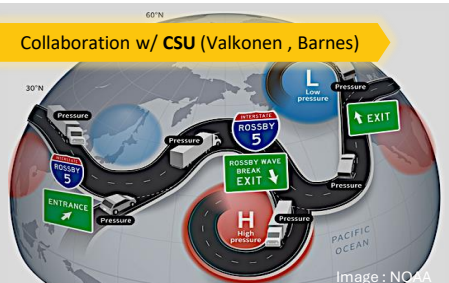 60°N
Collaboration w/ CSU (Valkonen , Barnes)
30°N
Pressure
Pressure
INTERSTATE
ROSSBY
5
L
Low
pressure
Pressure
EXIT
INTERSTATE
ROSSBY
5
ENTRANCE
Pressure
ROSSBY WAVE
BREAK
EXIT
Pressure
H
High
pressure
Pressure
PACIFIC
OCEAN
Image : NOAA